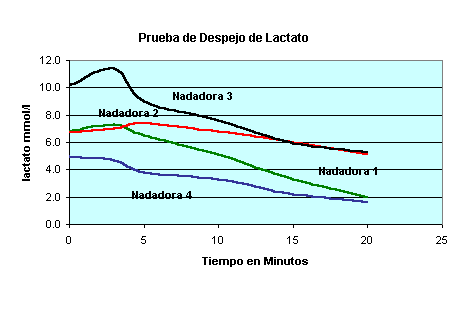 Prueba de Despejo de Lactato
lactato mmol/l
12.0
10.0
8.0
6.0
4.0
2.0
0.0
Nadadora 3
Nadadora 2
Nadadora 1
Nadadora 4
0
5
10
15
20
25
Tiempo en Minutos